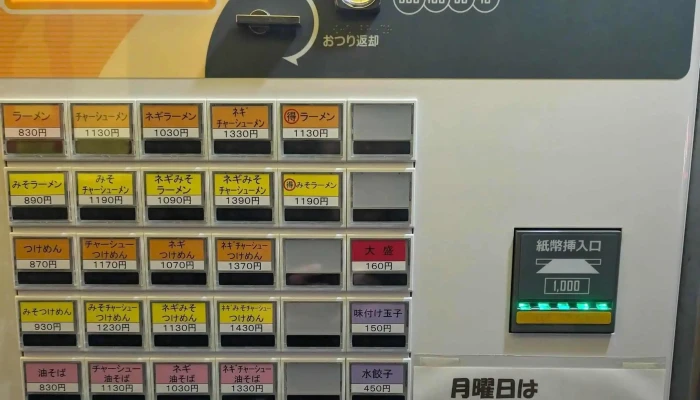 おつり返却
ラーメン
830円
チャーシューメン
1130円
ネギラーメン
1030円
ネギ
チャーシューメン
1330円
得ラーメン
1130円
みそラーメン
890円
みそ
チャーシューメン
1190円
ネギみそ
ラーメン
1090円
ネギみそ
チャーシューメン
1390円
得みそラーメン
1190円
つけめん
870円
チャーシュー
つけめん
1170円
ネギ
つけめん
1070円
ネギチャーシュー
つけめん
1370円
大盛
160円
みそつけめん
930円
みそチャーシュー
つけめん
1230円
ネギみそ
つけめん
1130円
ネギみそチャーシュー
つけめん
1430円
味付け玉子
150円
油そば
830円
チャーシュー
油そば
1130円
ネギ
油そば
1030円
ネギチャーシュー
油そば
1330円
水餃子
450円
紙幣挿入口
1,000
月曜日は